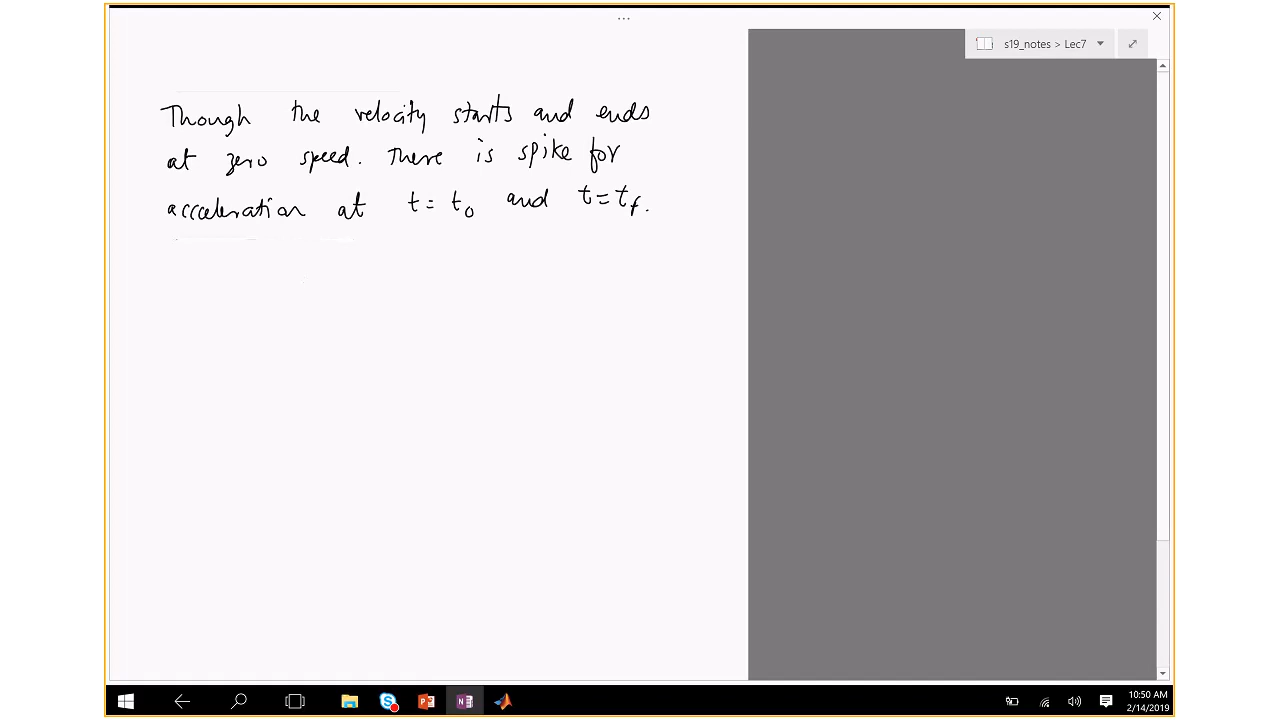 ...
s19_notes > Lec7
Though the velocity starts and ends
at zero speed. There is spike for
acceleration at t = t₀ and t = t_f.
10:50 AM
2/14/2019